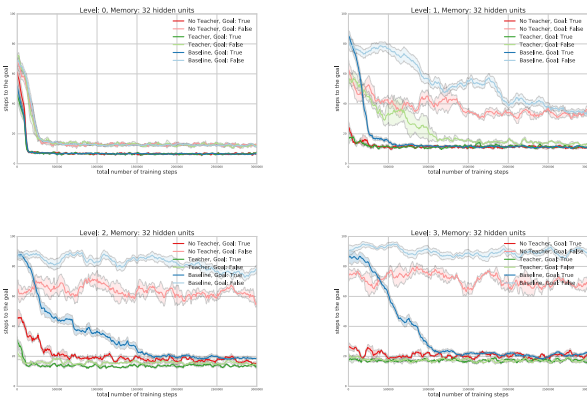 Level: 0, Memory: 32 hidden units
No Teacher, Goal: True
No Teacher, Goal: False
Teacher, Goal: True
Teacher, Goal: False
Baseline, Goal: True
Baseline, Goal: False
steps to the goal
total number of training steps
Level: 1, Memory: 32 hidden units
No Teacher, Goal: True
No Teacher, Goal: False
Teacher, Goal: True
Teacher, Goal: False
Baseline, Goal: True
Baseline, Goal: False
steps to the goal
total number of training steps
Level: 2, Memory: 32 hidden units
No Teacher, Goal: True
No Teacher, Goal: False
Teacher, Goal: True
Teacher, Goal: False
Baseline, Goal: True
Baseline, Goal: False
steps to the goal
total number of training steps
Level: 3, Memory: 32 hidden units
No Teacher, Goal: True
No Teacher, Goal: False
Teacher, Goal: True
Teacher, Goal: False
Baseline, Goal: True
Baseline, Goal: False
steps to the goal
total number of training steps